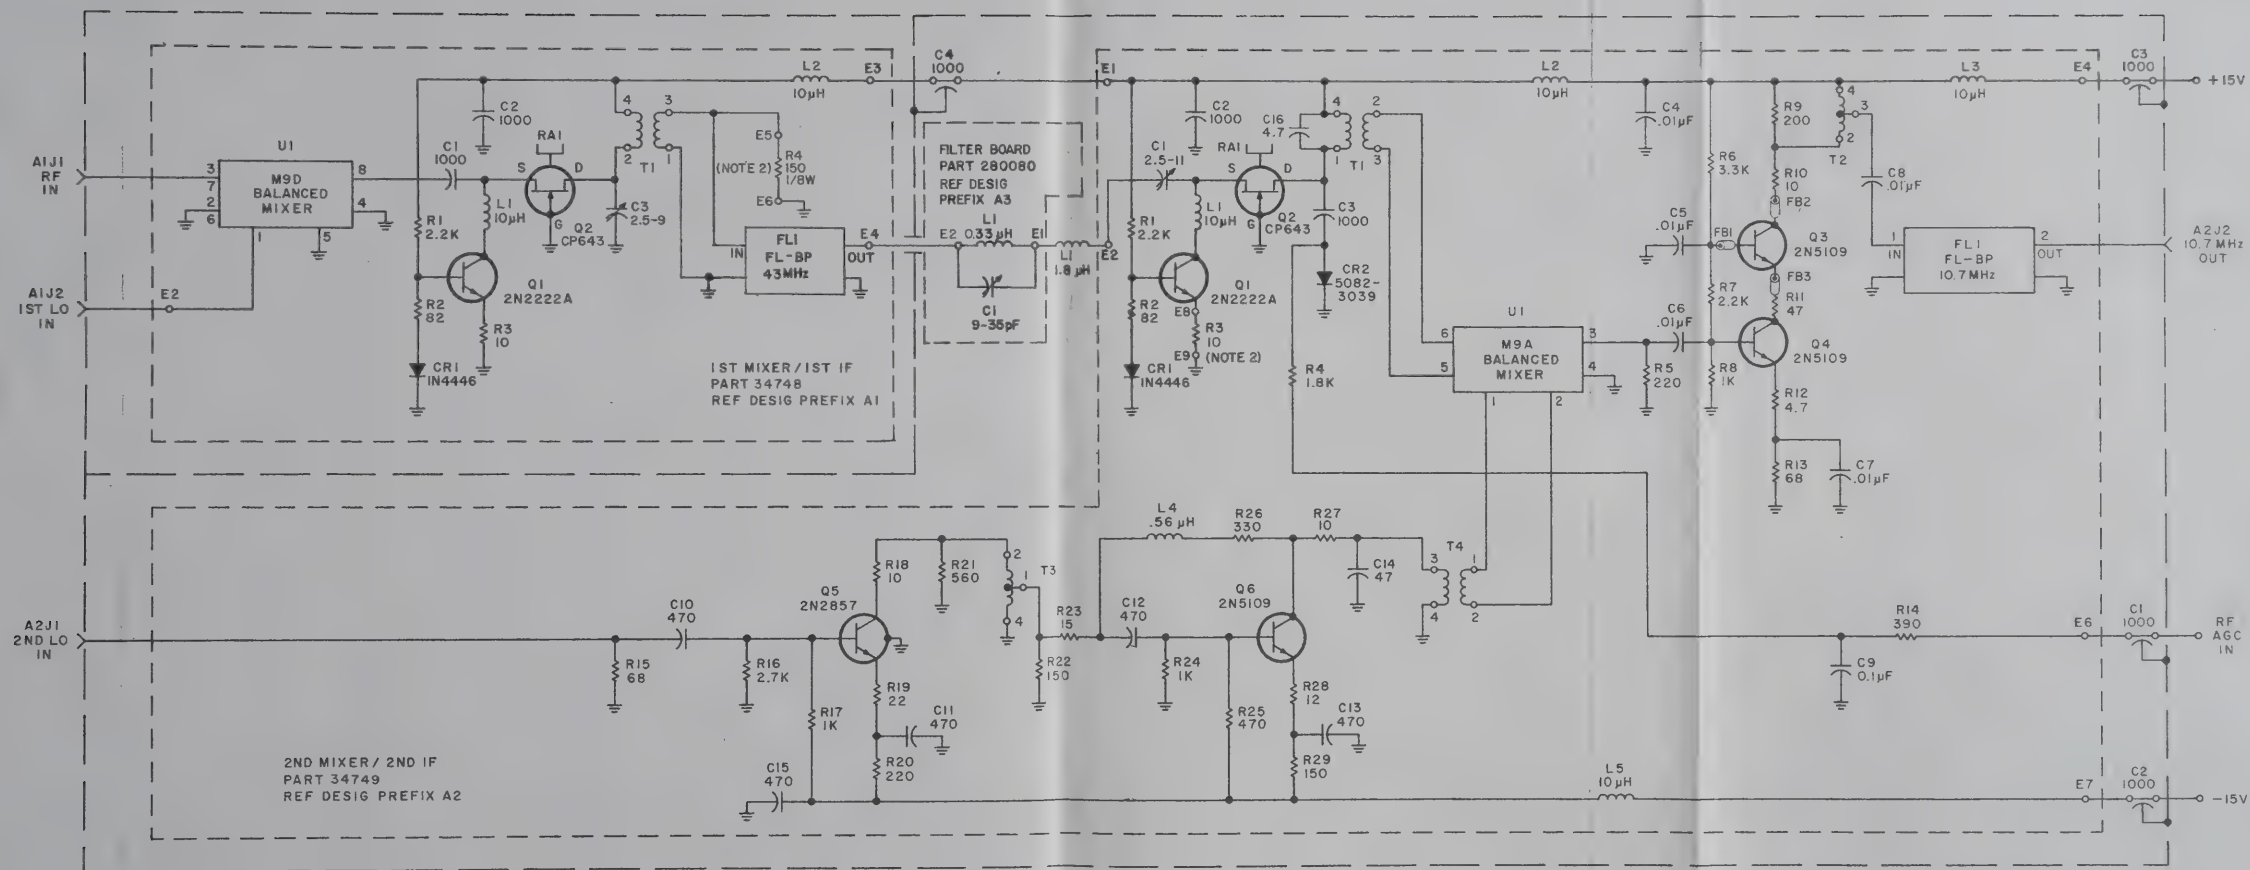 A1J1
RF
IN
A1J2
1ST LO
IN
E2
U1
M9D
BALANCED
MIXER
3
7
2
6
8
4
1
5
C1
1000
R1
2.2K
R2
82
CR1
1N4446
C2
1000
L1
10µH
Q1
2N2222A
R3
10
RA1
S
D
G
Q2
CP643
C3
2.5-9
4
2
3
1
T1
L2
10µH
E3
E5
(NOTE 2)
R4
150
1/8W
E6
IN
FL1
FL-BP
43MHz
E4
OUT
1ST MIXER/1ST IF
PART 34748
REF DESIG PREFIX A1
C4
1000
FILTER BOARD
PART 280080
REF DESIG
PREFIX A3
L1
0.33 µH
E2
E1
C1
9-35pF
L1
1.8 µH
E1
E2
C1
2.5-11
R1
2.2K
R2
82
CR1
1N4446
C2
1000
RA1
S
D
G
Q2
CP643
L1
10µH
Q1
2N2222A
E8
R3
10
E9 (NOTE 2)
C16
4.7
4
1
2
3
T1
C3
1000
CR2
5082-
3039
R4
1.8K
L2
10µH
U1
M9A
BALANCED
MIXER
6
5
3
4
1
2
R5
220
C6
.01µF
C4
.01µF
C5
.01µF
R6
3.3K
FB1
R7
2.2K
R8
1K
R9
200
R10
10
FB2
Q3
2N5109
FB3
R11
47
Q4
2N5109
R12
4.7
R13
68
C7
.01µF
4
3
2
T2
C8
.01µF
L3
10µH
E4
C3
1000
+15V
1
IN
FL1
FL-BP
10.7MHz
2
OUT
A2J2
10.7 MHz
OUT
A2J1
2ND LO
IN
R15
68
C10
470
R16
2.7K
R17
1K
C15
470
Q5
2N2857
R18
10
R19
22
C11
470
R20
220
R21
560
2
1
4
T3
R22
150
R23
15
L4
.56 µH
R26
330
R27
10
C12
470
R24
1K
R25
470
Q6
2N5109
R28
12
C13
470
R29
150
C14
47
3
4
T4
1
2
L5
10µH
R14
390
C9
0.1µF
E6
C1
1000
RF
AGC
IN
E7
C2
1000
-15V
2ND MIXER/ 2ND IF
PART 34749
REF DESIG PREFIX A2